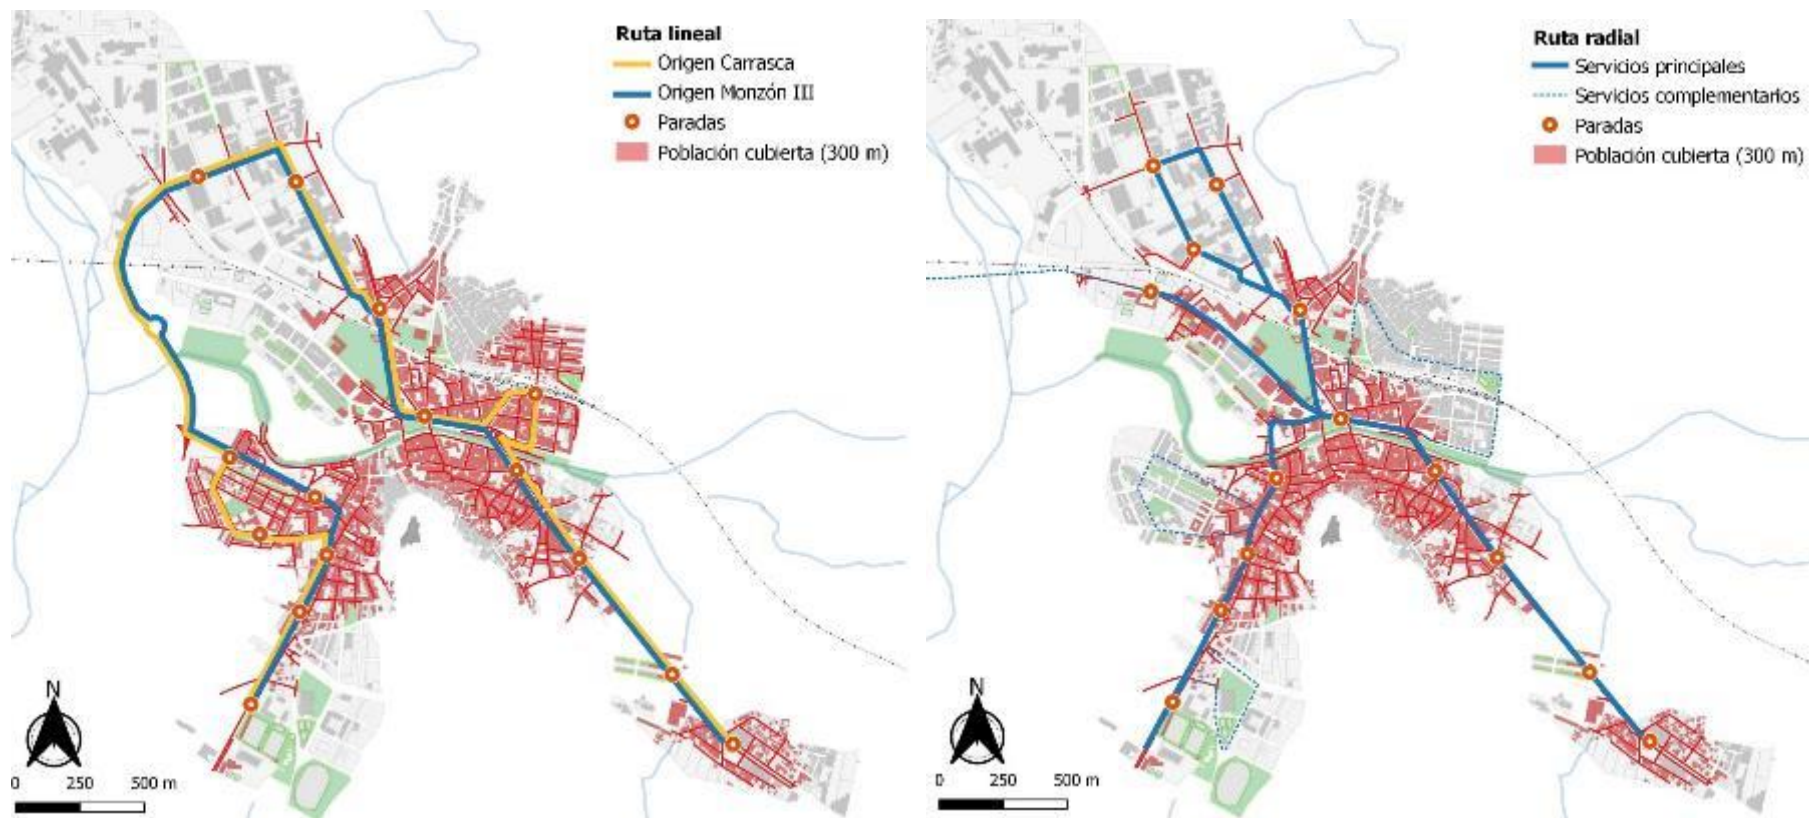 Ruta lineal
Origen Carrasca
Origen Monzón III
Paradas
Población cubierta (300 m)
N
0 250 500 m
Ruta radial
Servicios principales
Servicios complementarios
Paradas
Población cubierta (300 m)
N
0 250 500 m